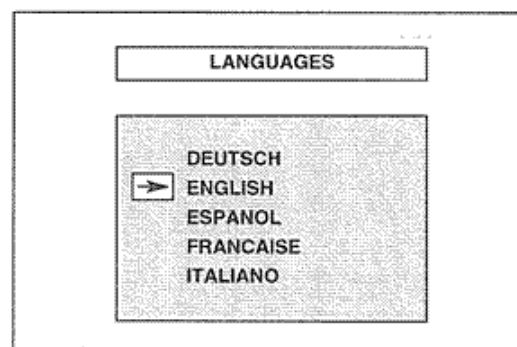 LANGUAGES
DEUTSCH
ENGLISH
ESPANOL
FRANCAISE
ITALIANO